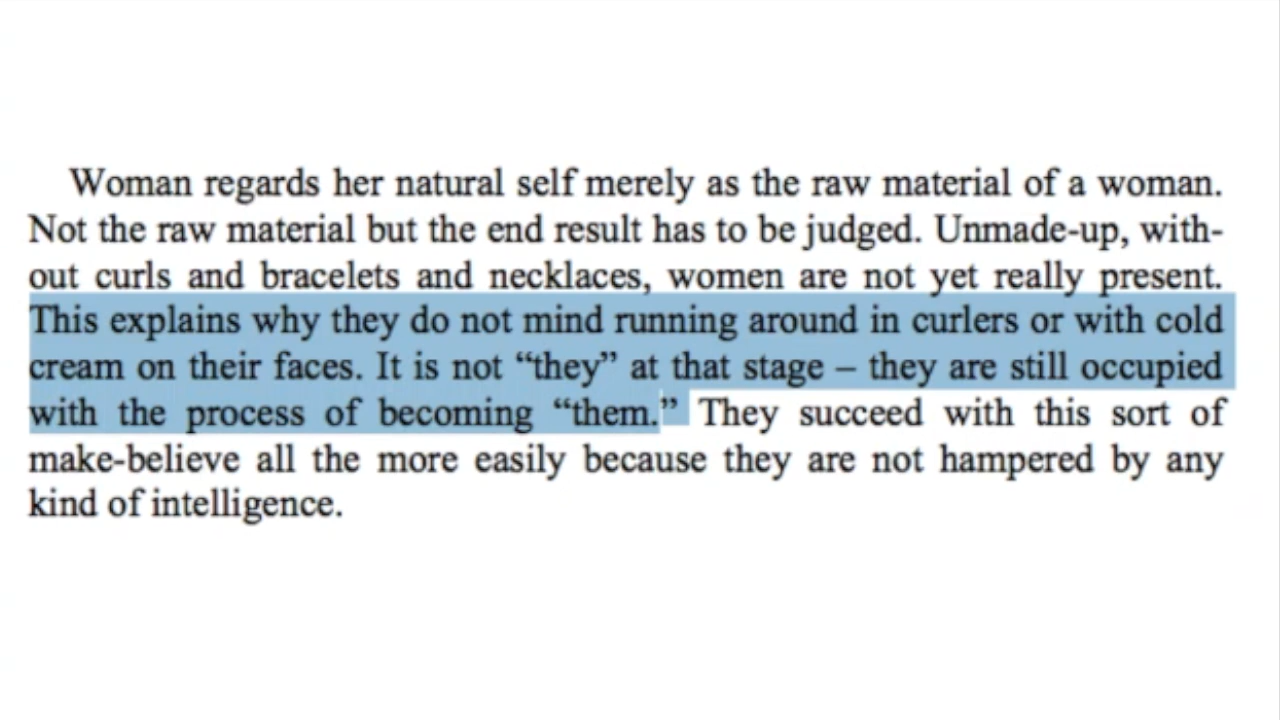 Woman regards her natural self merely as the raw material of a woman.
Not the raw material but the end result has to be judged. Unmade-up, with-
out curls and bracelets and necklaces, women are not yet really present.
This explains why they do not mind running around in curlers or with cold
cream on their faces. It is not “they” at that stage – they are still occupied
with the process of becoming “them.” They succeed with this sort of
make-believe all the more easily because they are not hampered by any
kind of intelligence.